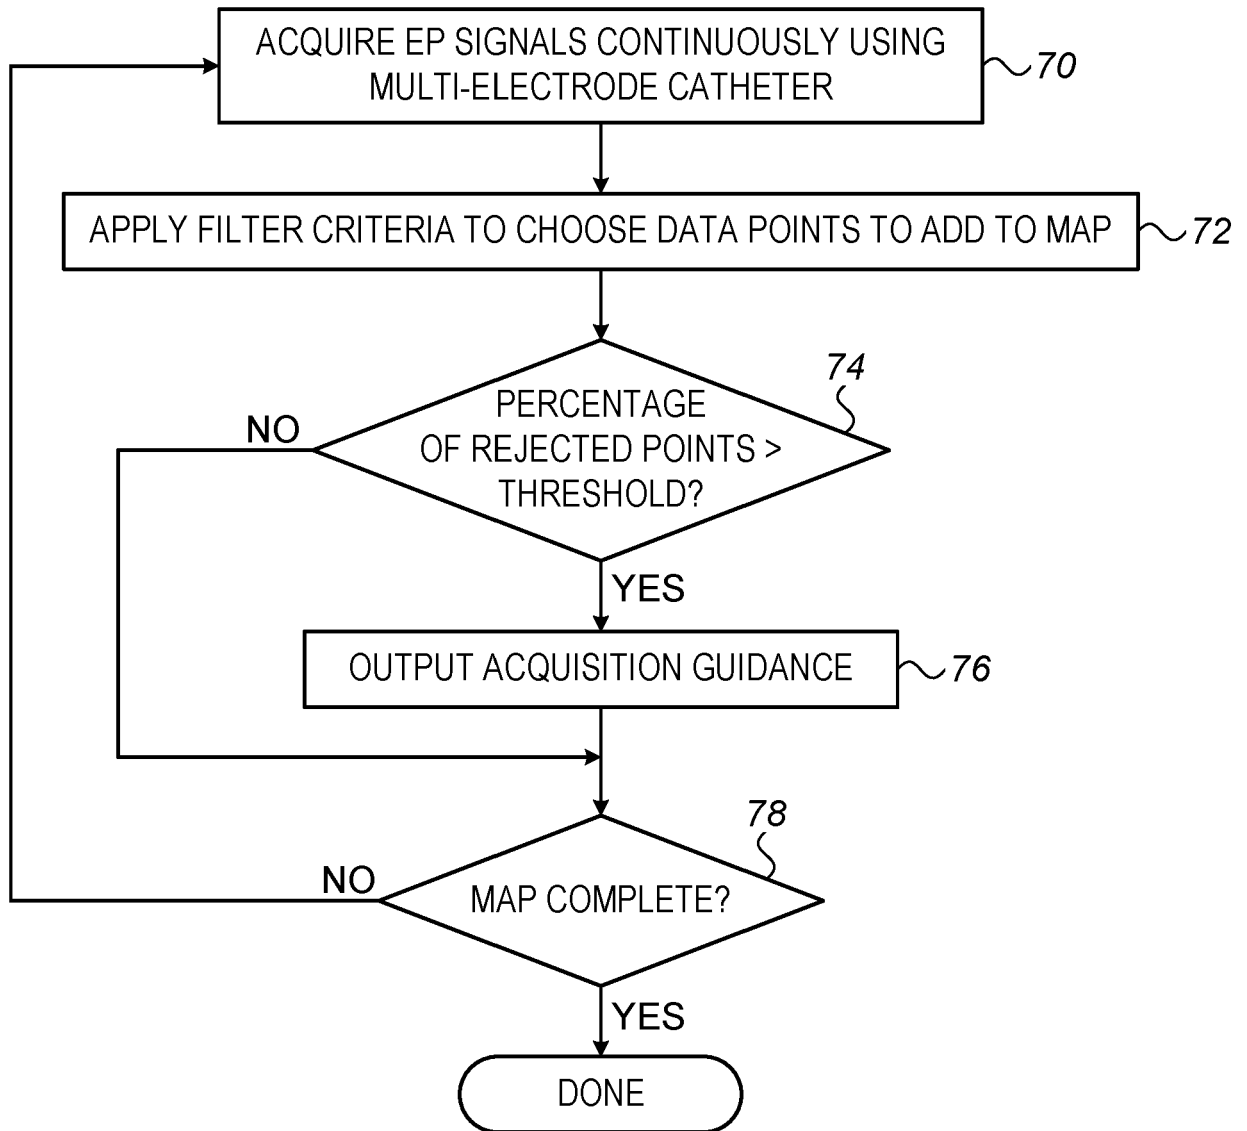 ACQUIRE EP SIGNALS CONTINUOUSLY USING
MULTI-ELECTRODE CATHETER
70
APPLY FILTER CRITERIA TO CHOOSE DATA POINTS TO ADD TO MAP
72
74
PERCENTAGE
OF REJECTED POINTS >
THRESHOLD?
NO
YES
OUTPUT ACQUISITION GUIDANCE
76
78
MAP COMPLETE?
NO
YES
DONE